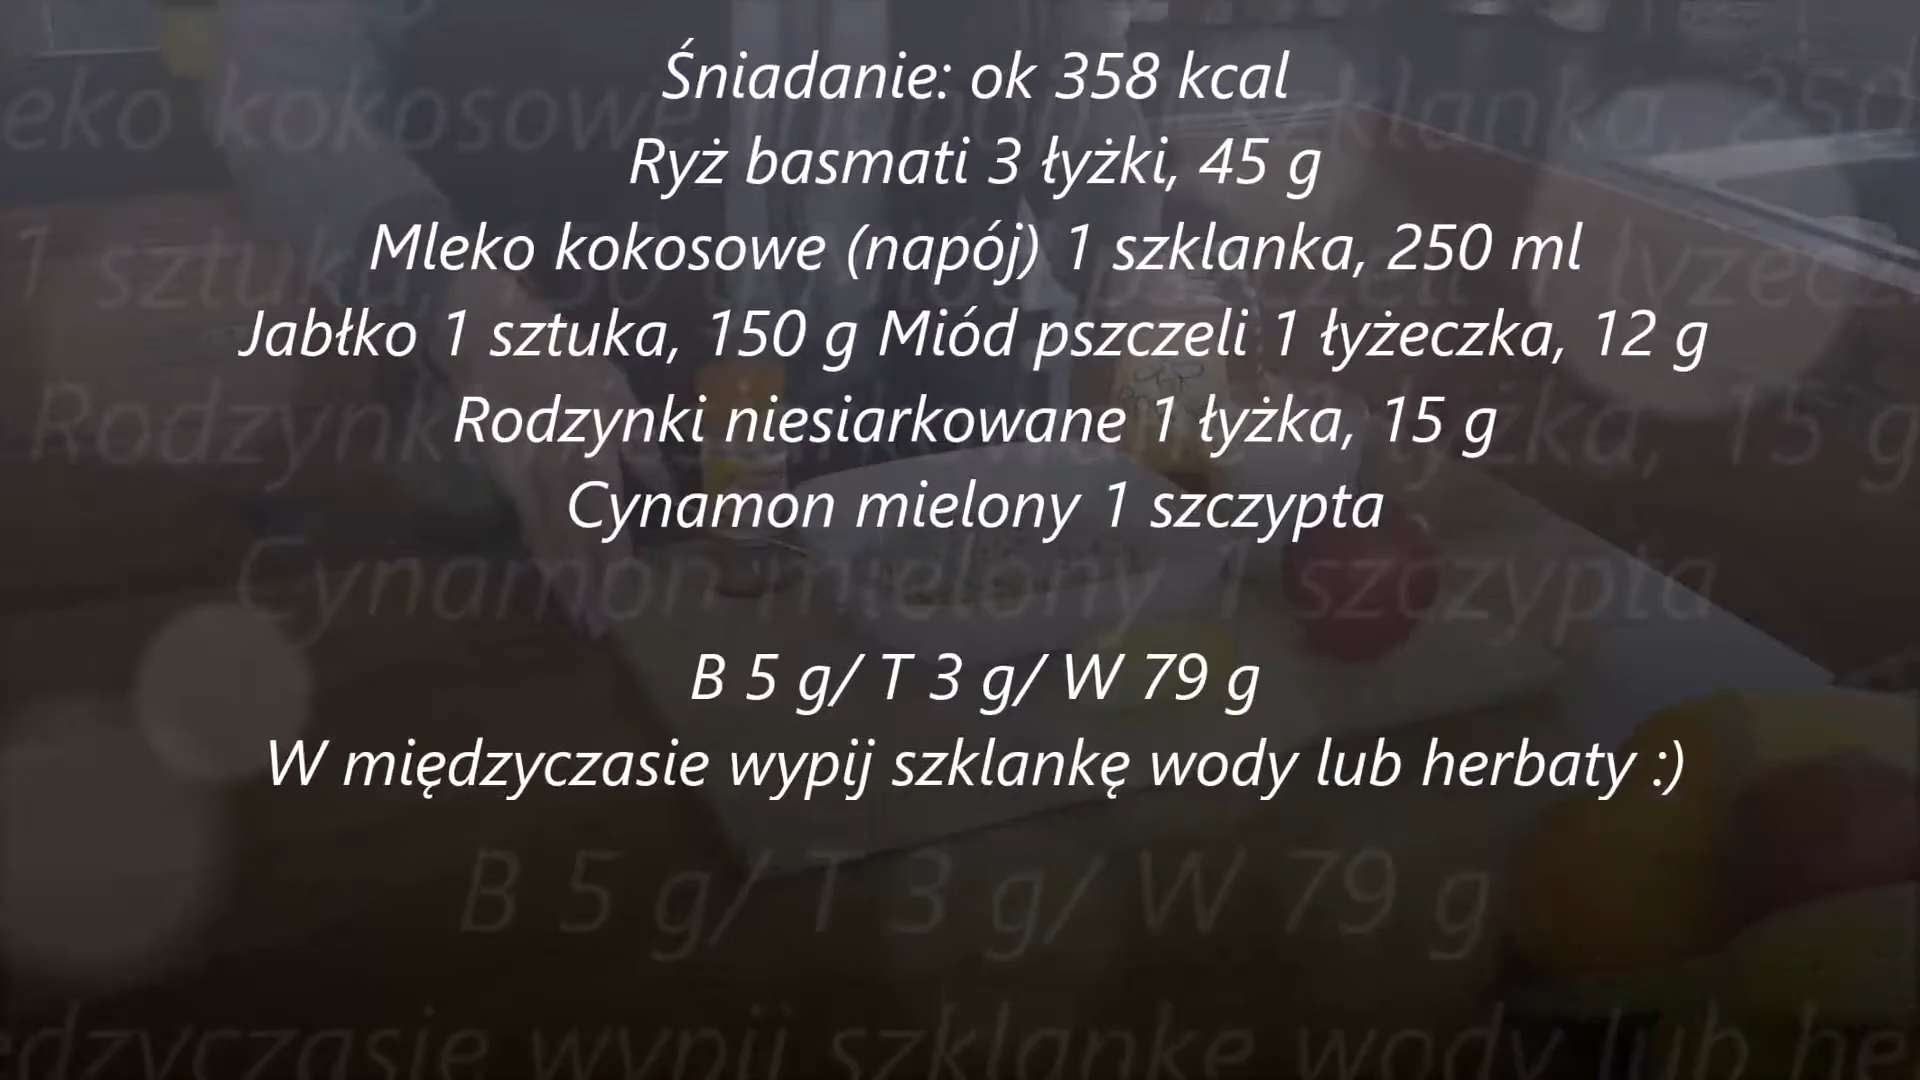 Śniadanie: ok 358 kcal
Ryż basmati 3 łyżki, 45 g
Mleko kokosowe (napój) 1 szklanka, 250 ml
Jabłko 1 sztuka, 150 g Miód pszczeli 1 łyżeczka, 12 g
Rodzynki niesiarkowane 1 łyżka, 15 g
Cynamon mielony 1 szczypta
B 5 g/ T 3 g/ W 79 g
W międzyczasie wypij szklankę wody lub herbaty :)